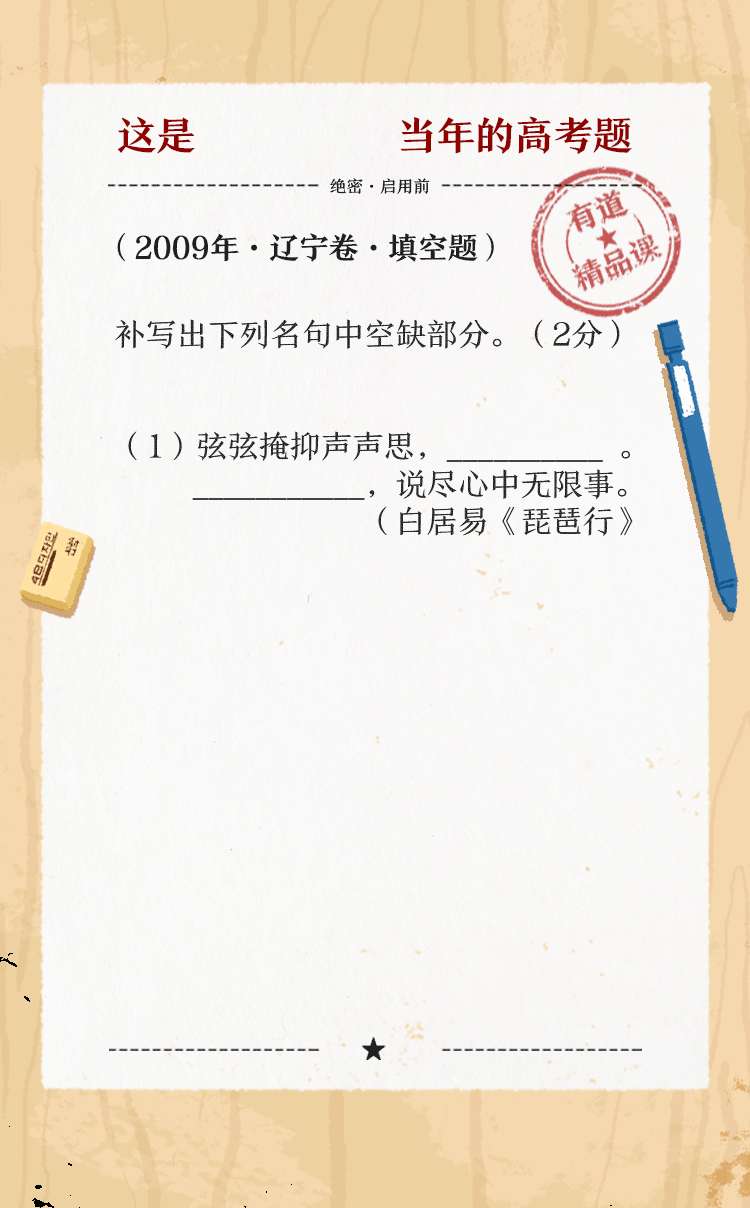 这是 当年的高考题
绝密·启用前
有道
精品课
（2009年·辽宁卷·填空题）
补写出下列名句中空缺部分。（2分）
（1）弦弦掩抑声声思，__________ 。
___________，说尽心中无限事。
（白居易《琵琶行》